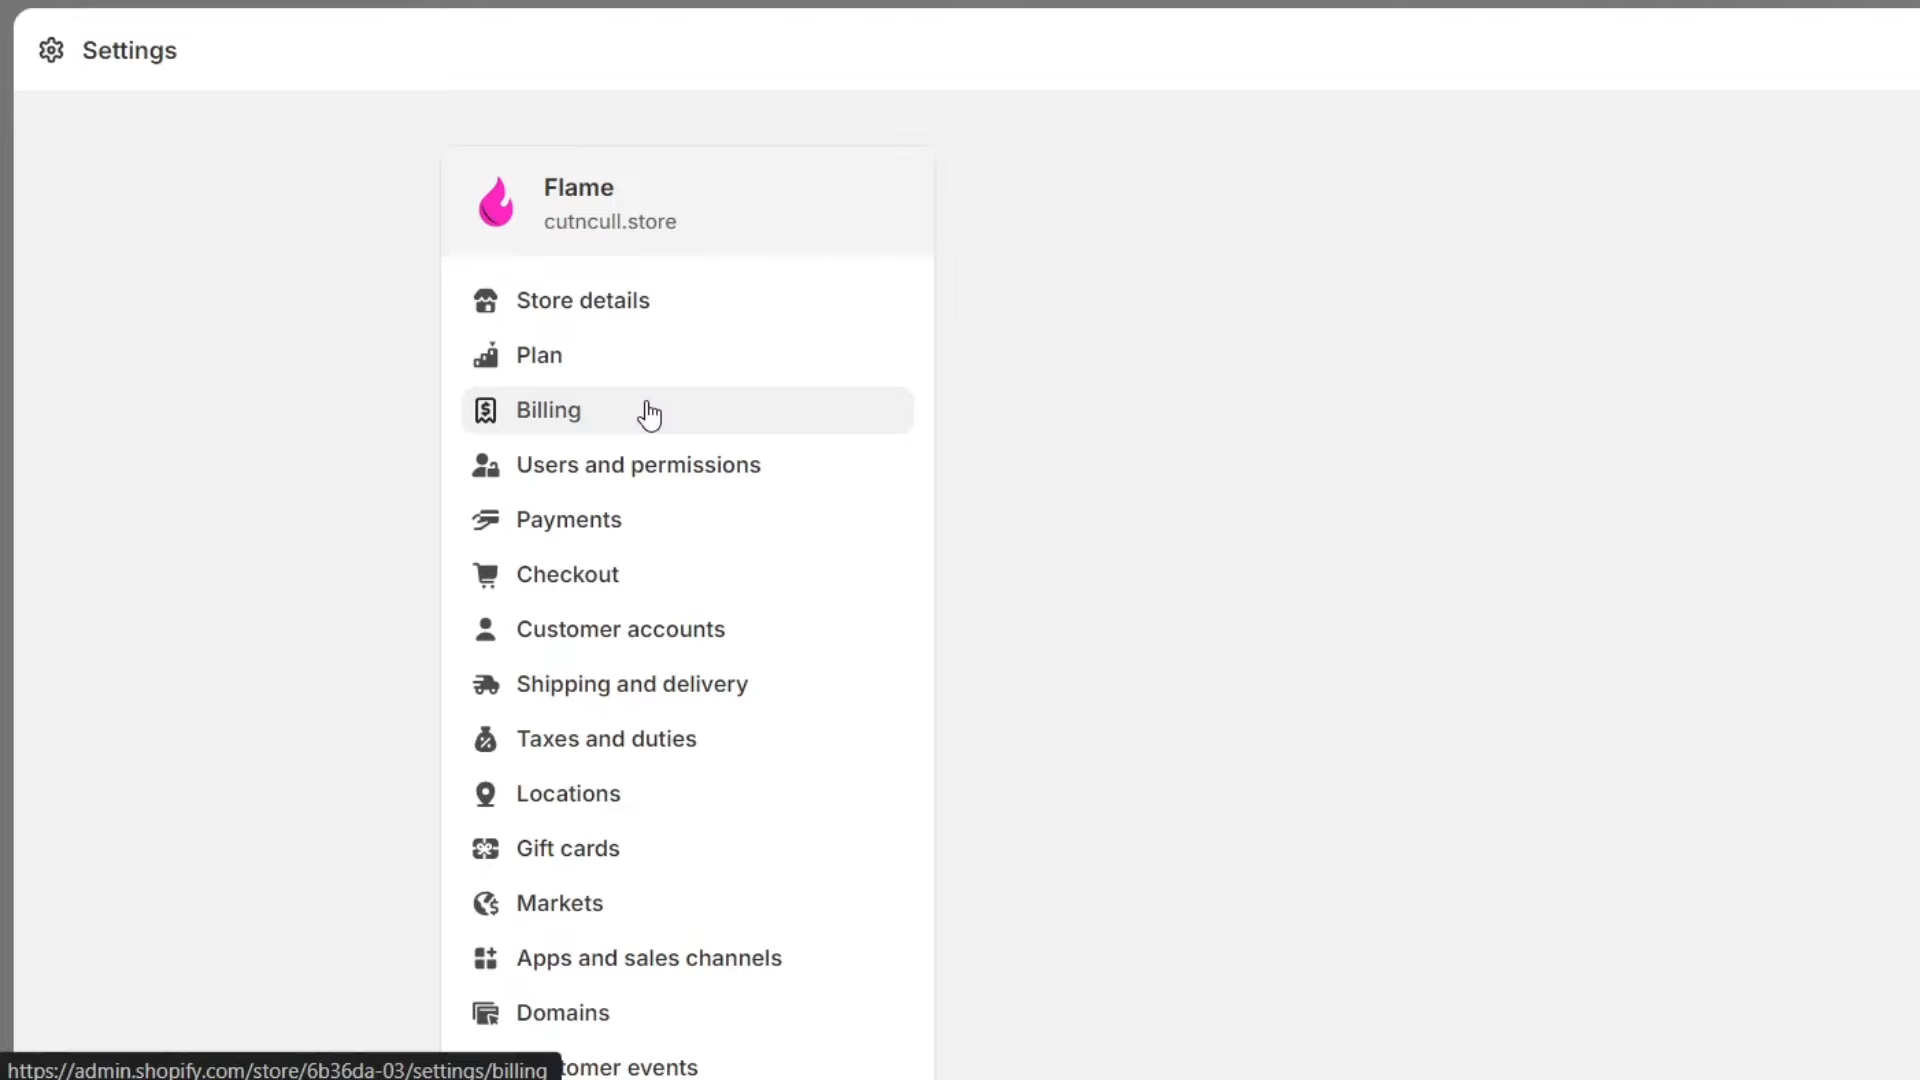 Settings
Flame
cutncull.store
Store details
Plan
Billing
Users and permissions
Payments
Checkout
Customer accounts
Shipping and delivery
Taxes and duties
Locations
Gift cards
Markets
Apps and sales channels
Domains
tomer events
https://admin.shopify.com/store/6b36da-03/settings/billing